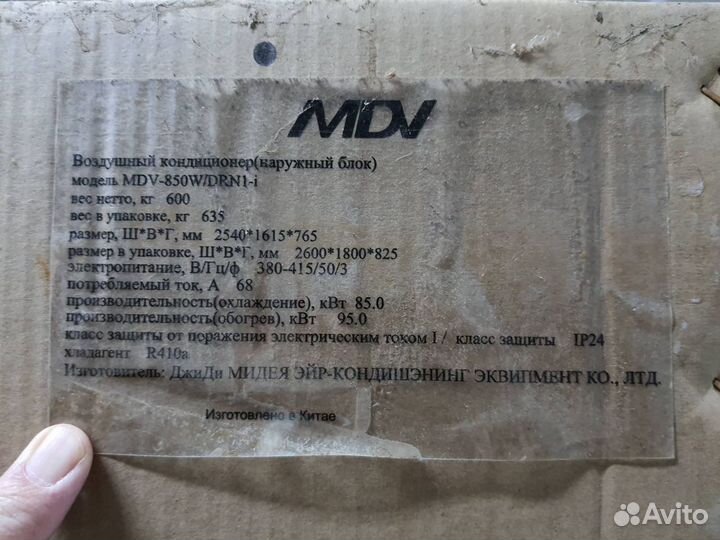 MDV
Воздушный кондиционер(наружный блок)
модель MDV-850W/DRN1-i
вес нетто, кг 600
вес в упаковке, кг 635
размер, Ш*В*Г, мм 2540*1615*765
размер в упаковке, Ш*В*Г, мм 2600*1800*825
электропитание, В/Гц/ф 380-415/50/3
потребляемый ток, А 68
производительность(охлаждение), кВт 85.0
производительность(обогрев), кВт 95.0
класс защиты от поражения электрическим током I / класс защиты IP24
хладагент R410a
Изготовитель: ДжиДи МИДЕЯ ЭЙР-КОНДИШЭНИНГ ЭКВИПМЕНТ КО., ЛТД.
Изготовлено в Китае
Avito